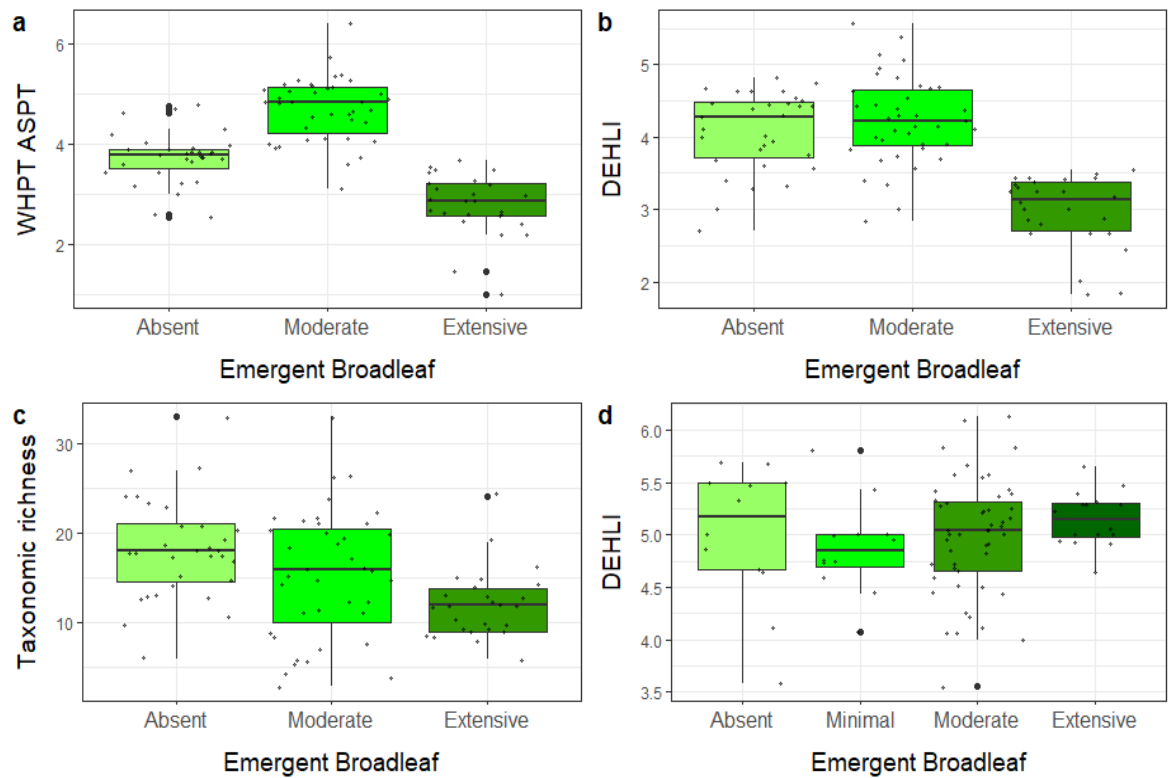 a
WHPT ASPT
6
4
2
Absent Moderate Extensive
Emergent Broadleaf
b
DEHLI
5
4
3
2
Absent Moderate Extensive
Emergent Broadleaf
c
Taxonomic richness
30
20
10
Absent Moderate Extensive
Emergent Broadleaf
d
DEHLI
6.0
5.5
5.0
4.5
4.0
3.5
Absent Minimal Moderate Extensive
Emergent Broadleaf